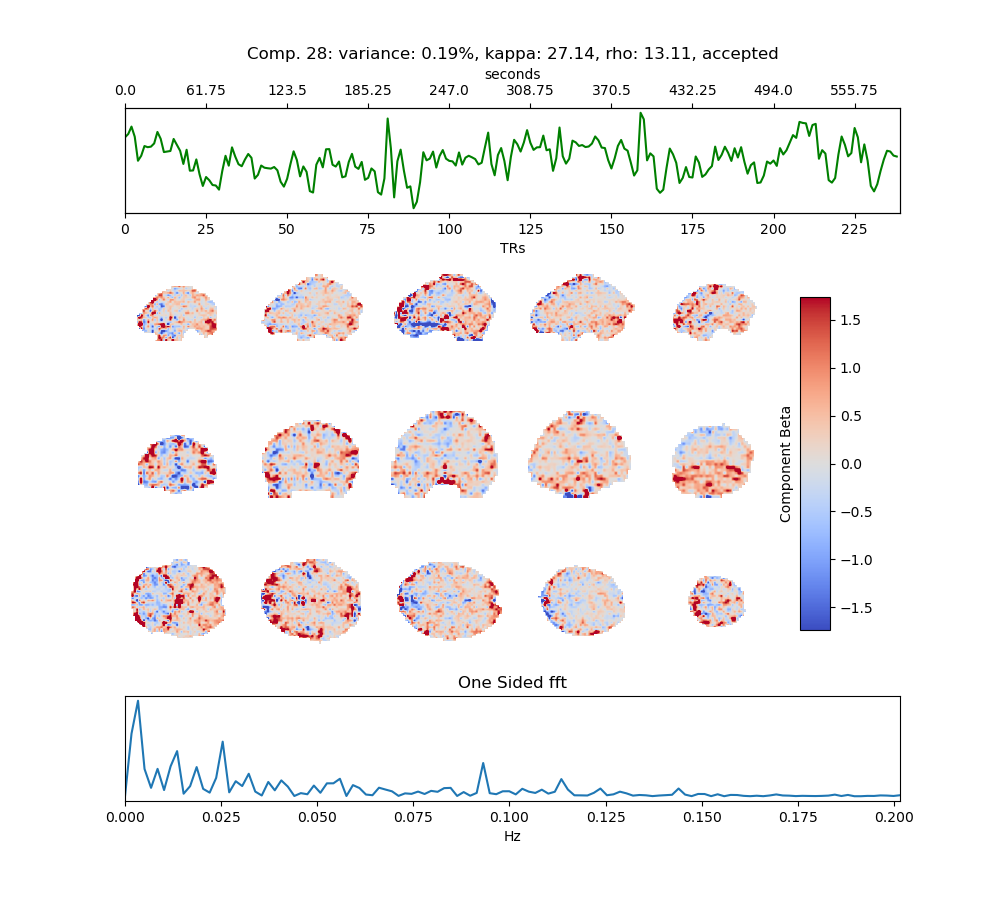 Comp. 28: variance: 0.19%, kappa: 27.14, rho: 13.11, accepted
seconds
0.0 61.75 123.5 185.25 247.0 308.75 370.5 432.25 494.0 555.75
0 25 50 75 100 125 150 175 200 225
TRs
Component Beta
1.5
1.0
0.5
0.0
−0.5
−1.0
−1.5
One Sided fft
0.000 0.025 0.050 0.075 0.100 0.125 0.150 0.175 0.200
Hz